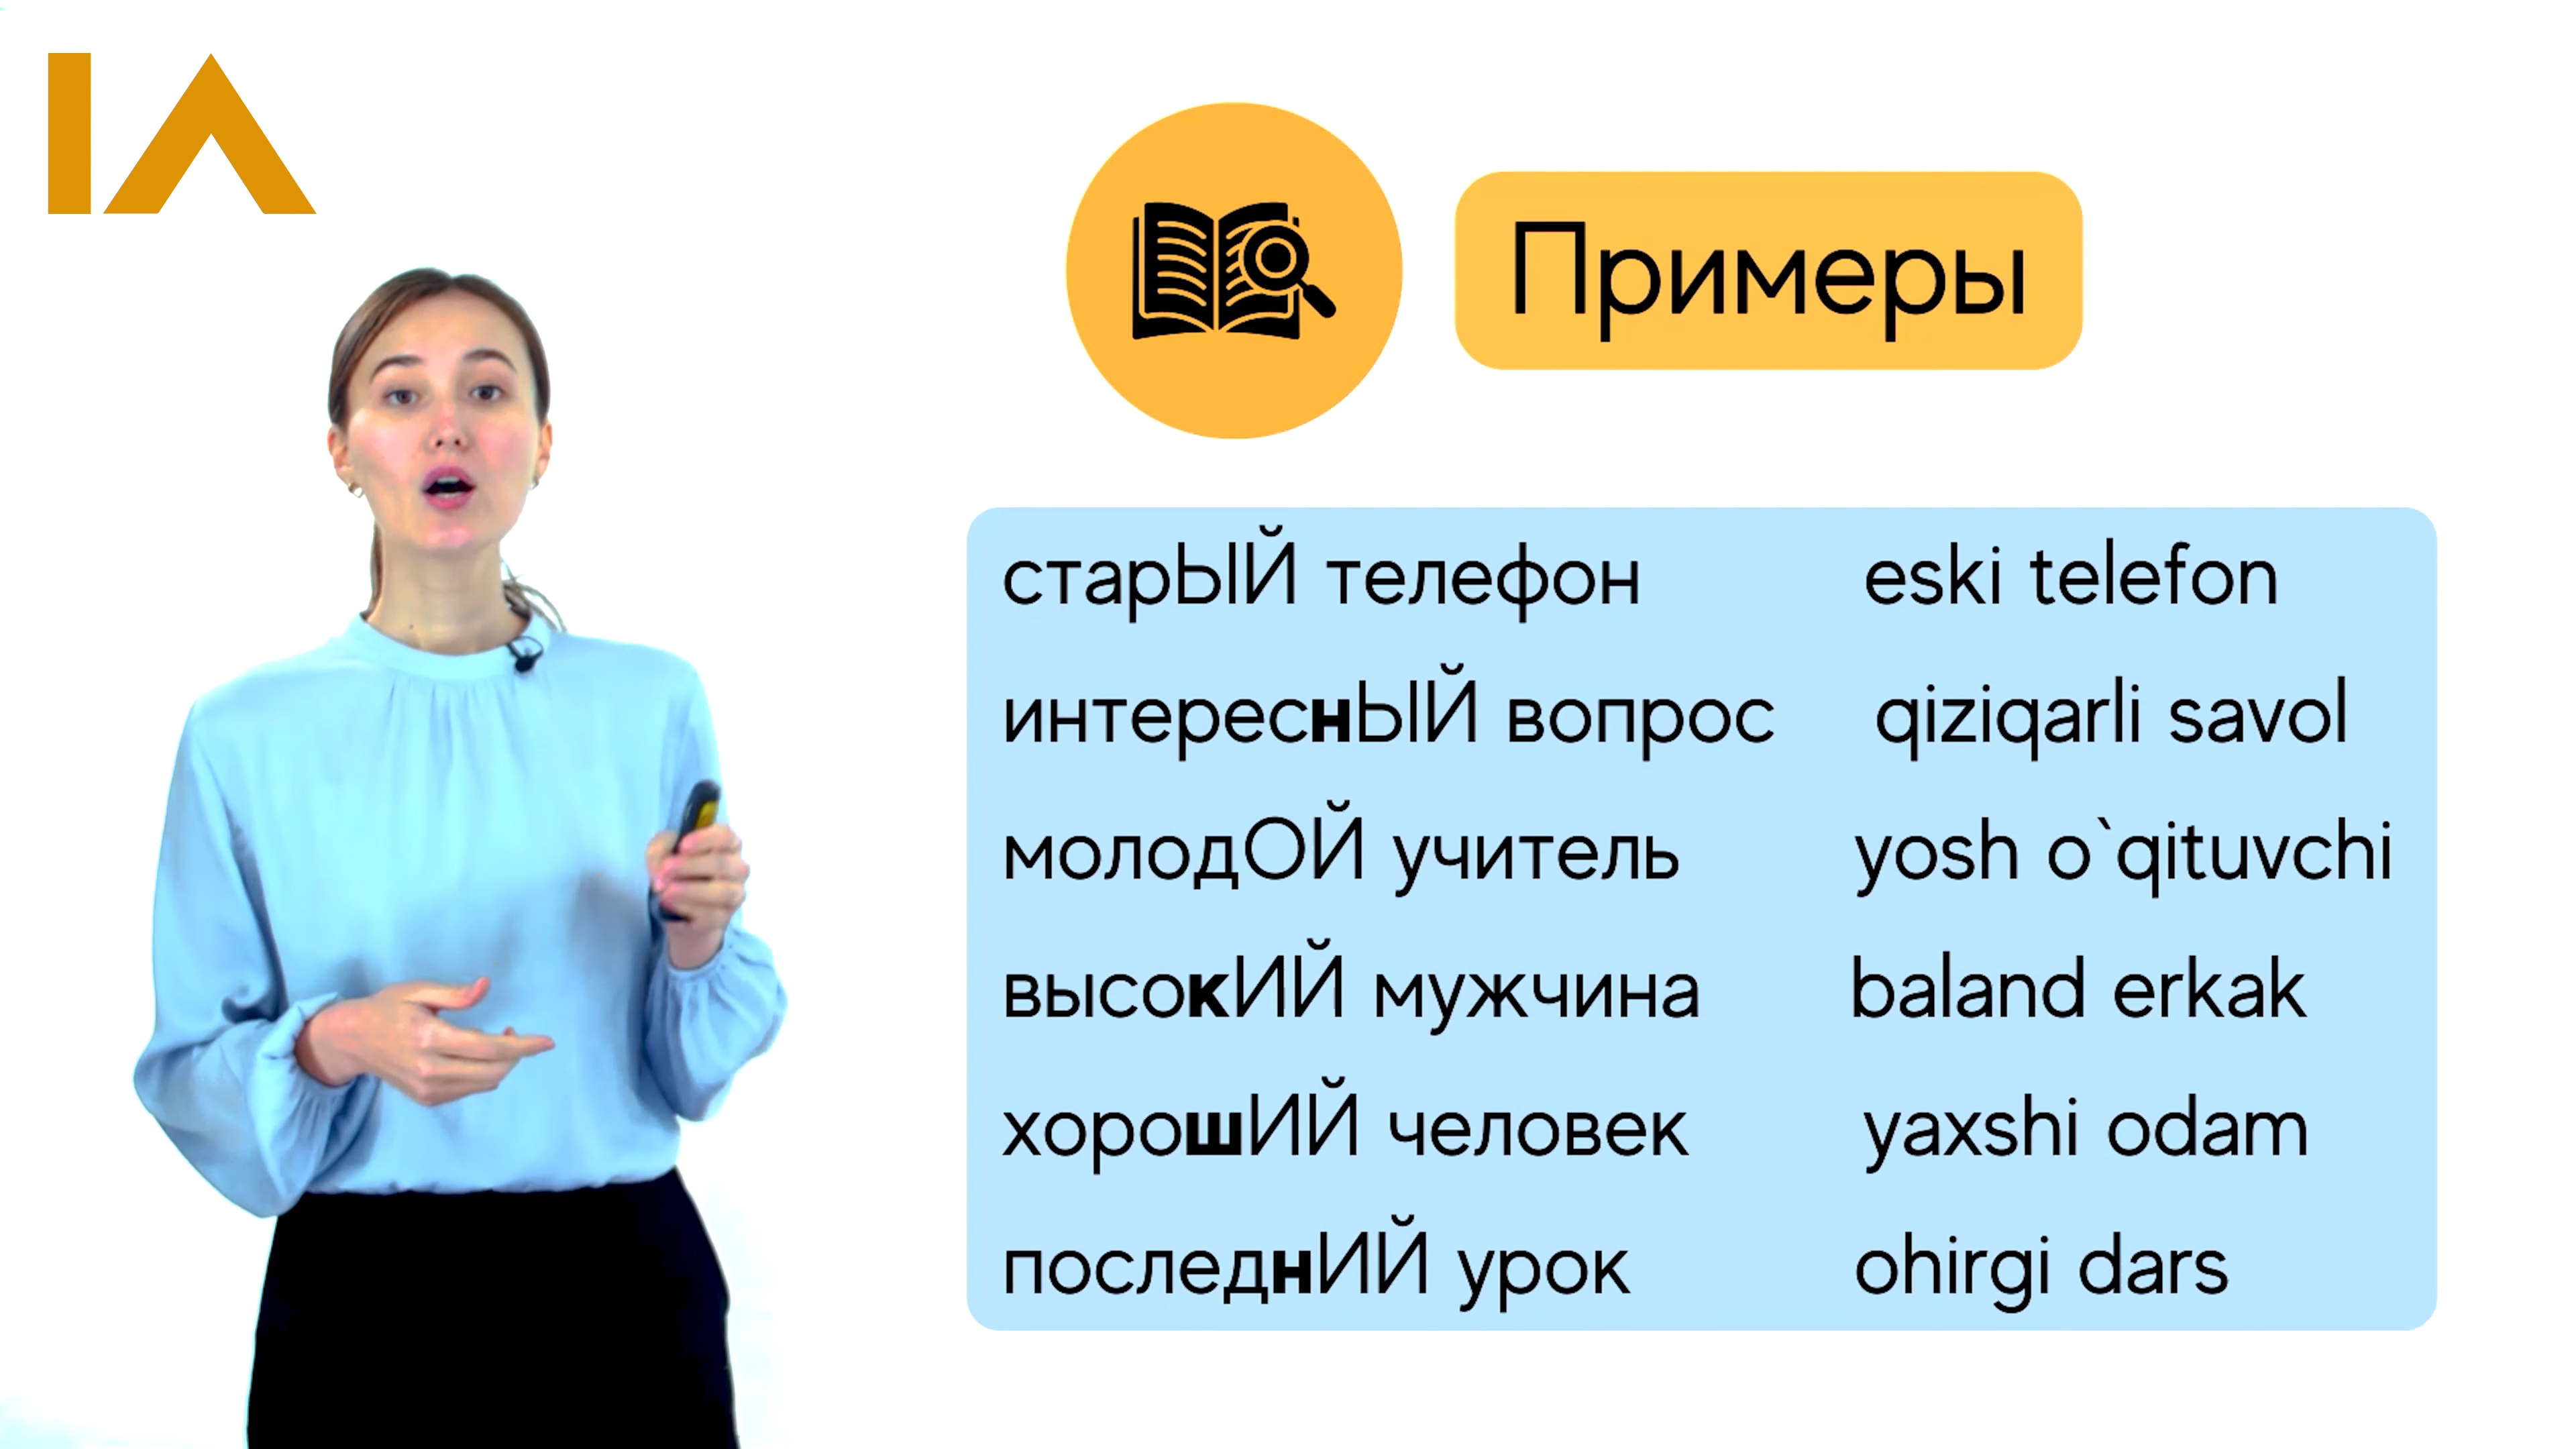 IA
Примеры
старЫЙ телефон eski telefon
интереснЫЙ вопрос qiziqarli savol
молодОЙ учитель yosh o`qituvchi
высокИЙ мужчина baland erkak
хорошИЙ человек yaxshi odam
последнИЙ урок ohirgi dars